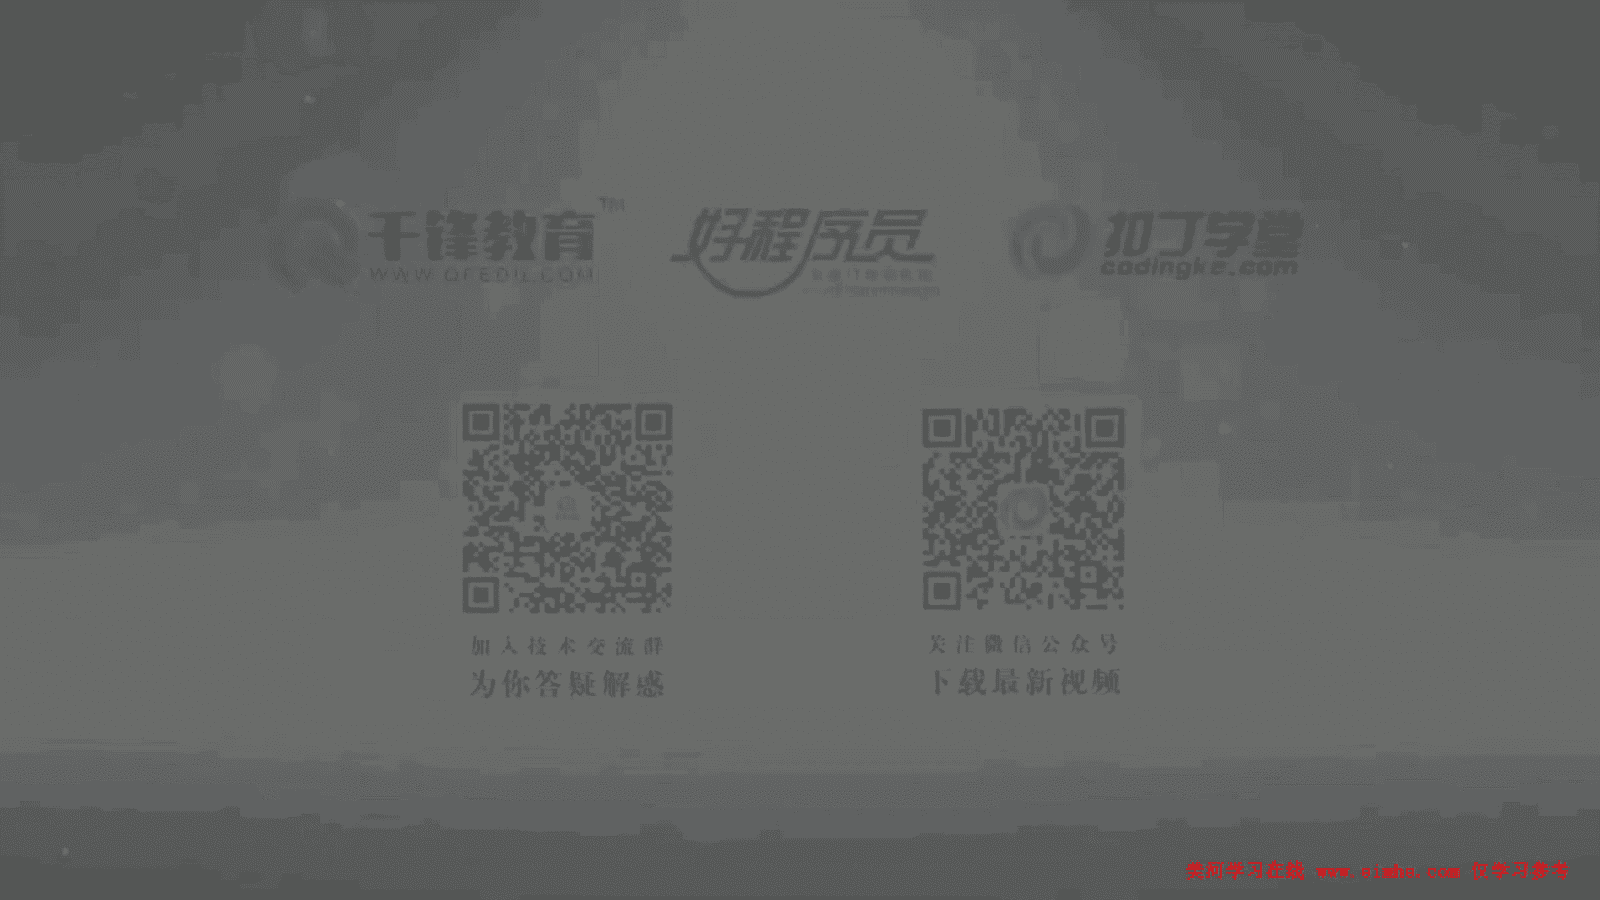 千锋教育 TM
WWW.QFEDU.COM
好程序员
扣丁学堂
codingke.com
加入技术交流群
为你答疑解惑
关注微信公众号
下载最新视频
类问学习在线 www.eimhe.com 仅学习参考